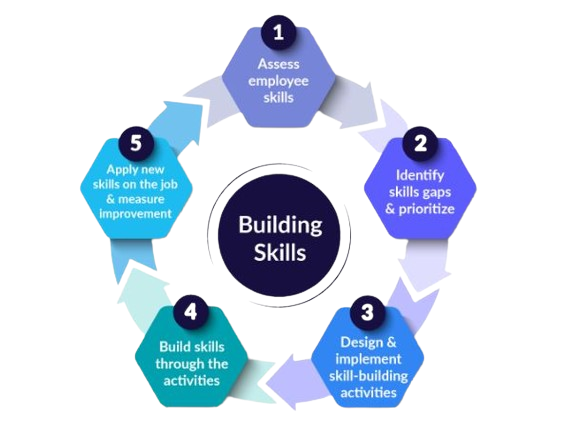 1
Assess
employee
skills
2
Identify
skills gaps
& prioritize
3
Design &
implement
skill-building
activities
4
Build skills
through the
activities
5
Apply new
skills on the job
& measure
improvement
Building
Skills